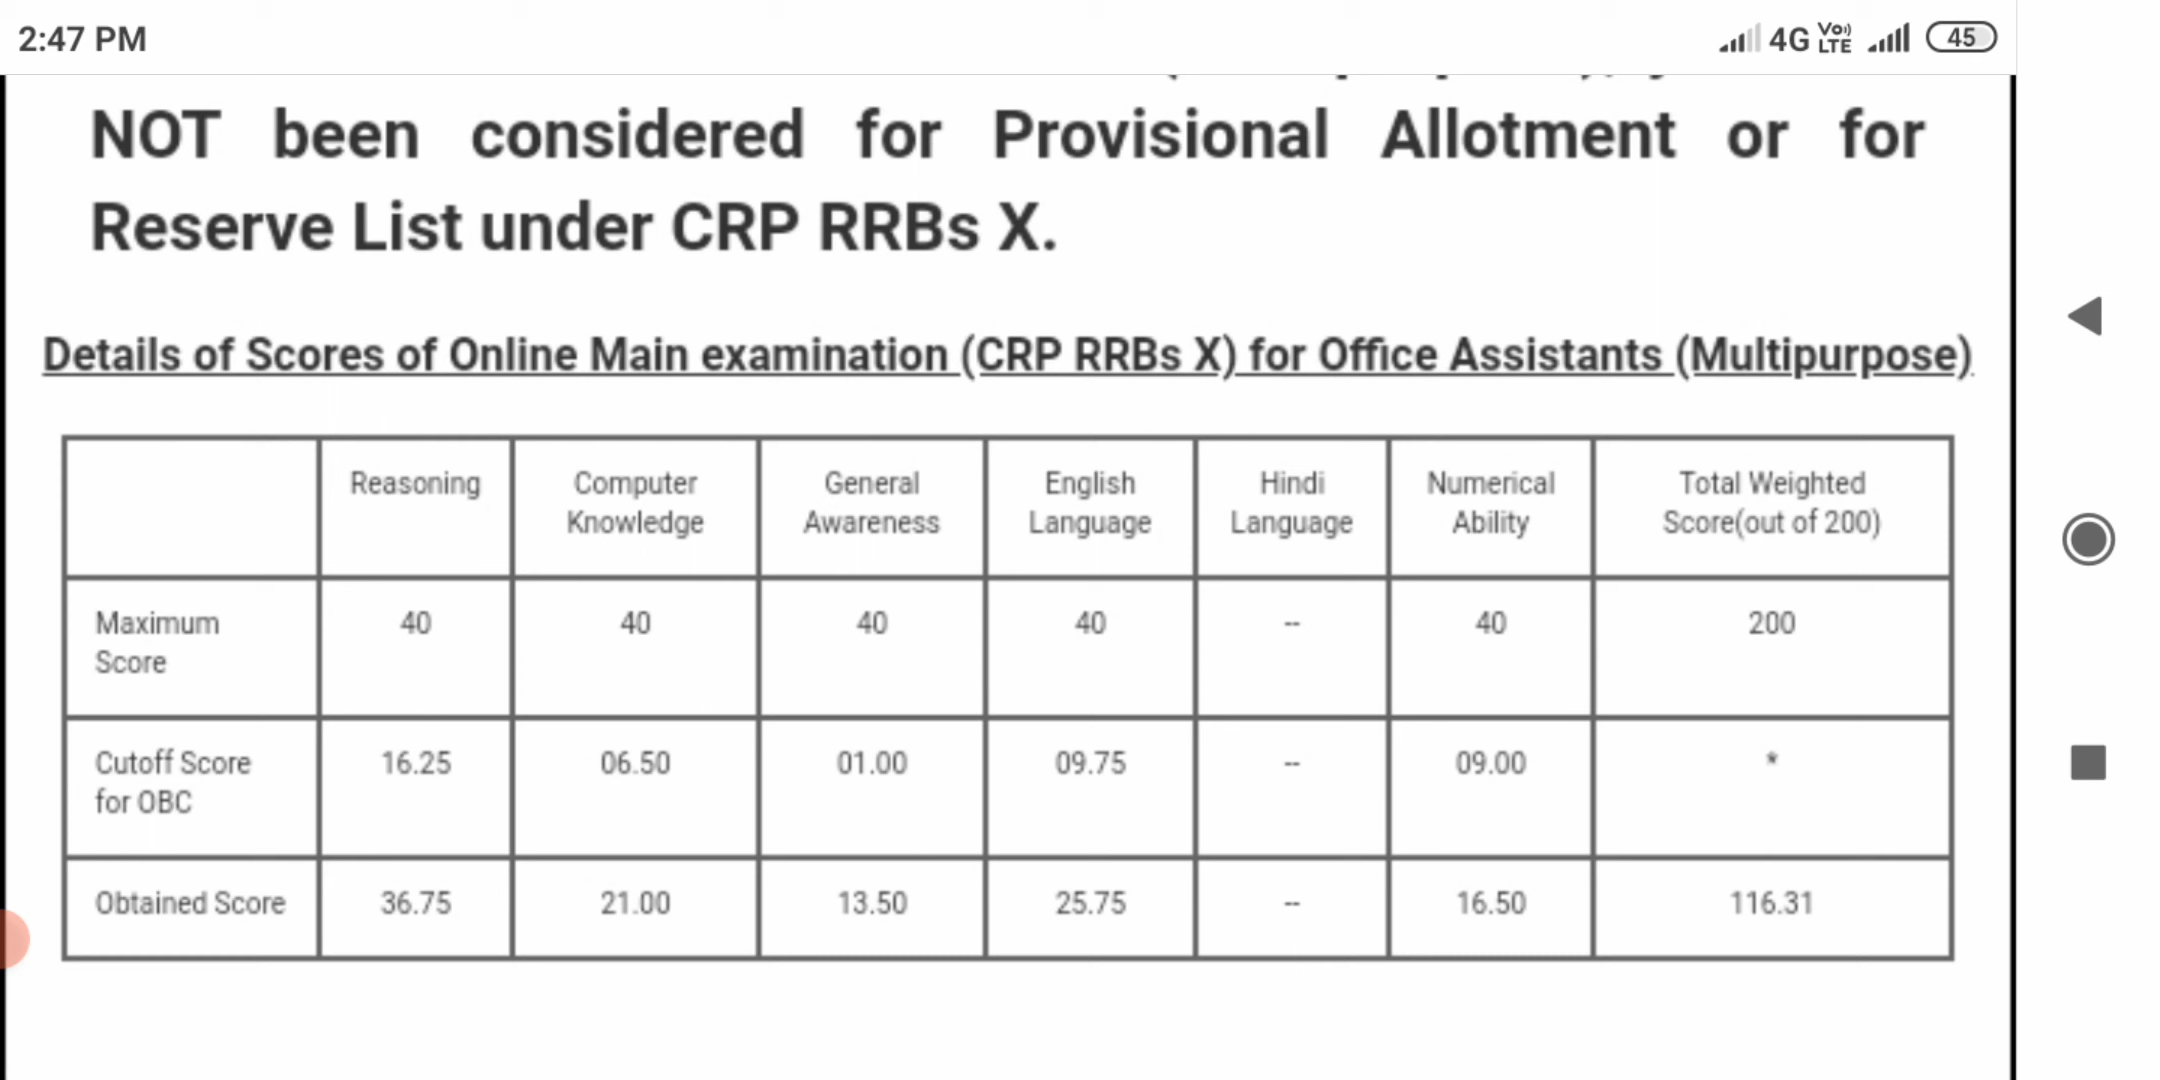 2:47 PM
4G Vo)) LTE 45
NOT been considered for Provisional Allotment or for
Reserve List under CRP RRBs X.
Details of Scores of Online Main examination (CRP RRBs X) for Office Assistants (Multipurpose)
Reasoning Computer Knowledge General Awareness English Language Hindi Language Numerical Ability Total Weighted Score(out of 200)
Maximum Score 40 40 40 40 -- 40 200
Cutoff Score for OBC 16.25 06.50 01.00 09.75 -- 09.00 *
Obtained Score 36.75 21.00 13.50 25.75 -- 16.50 116.31